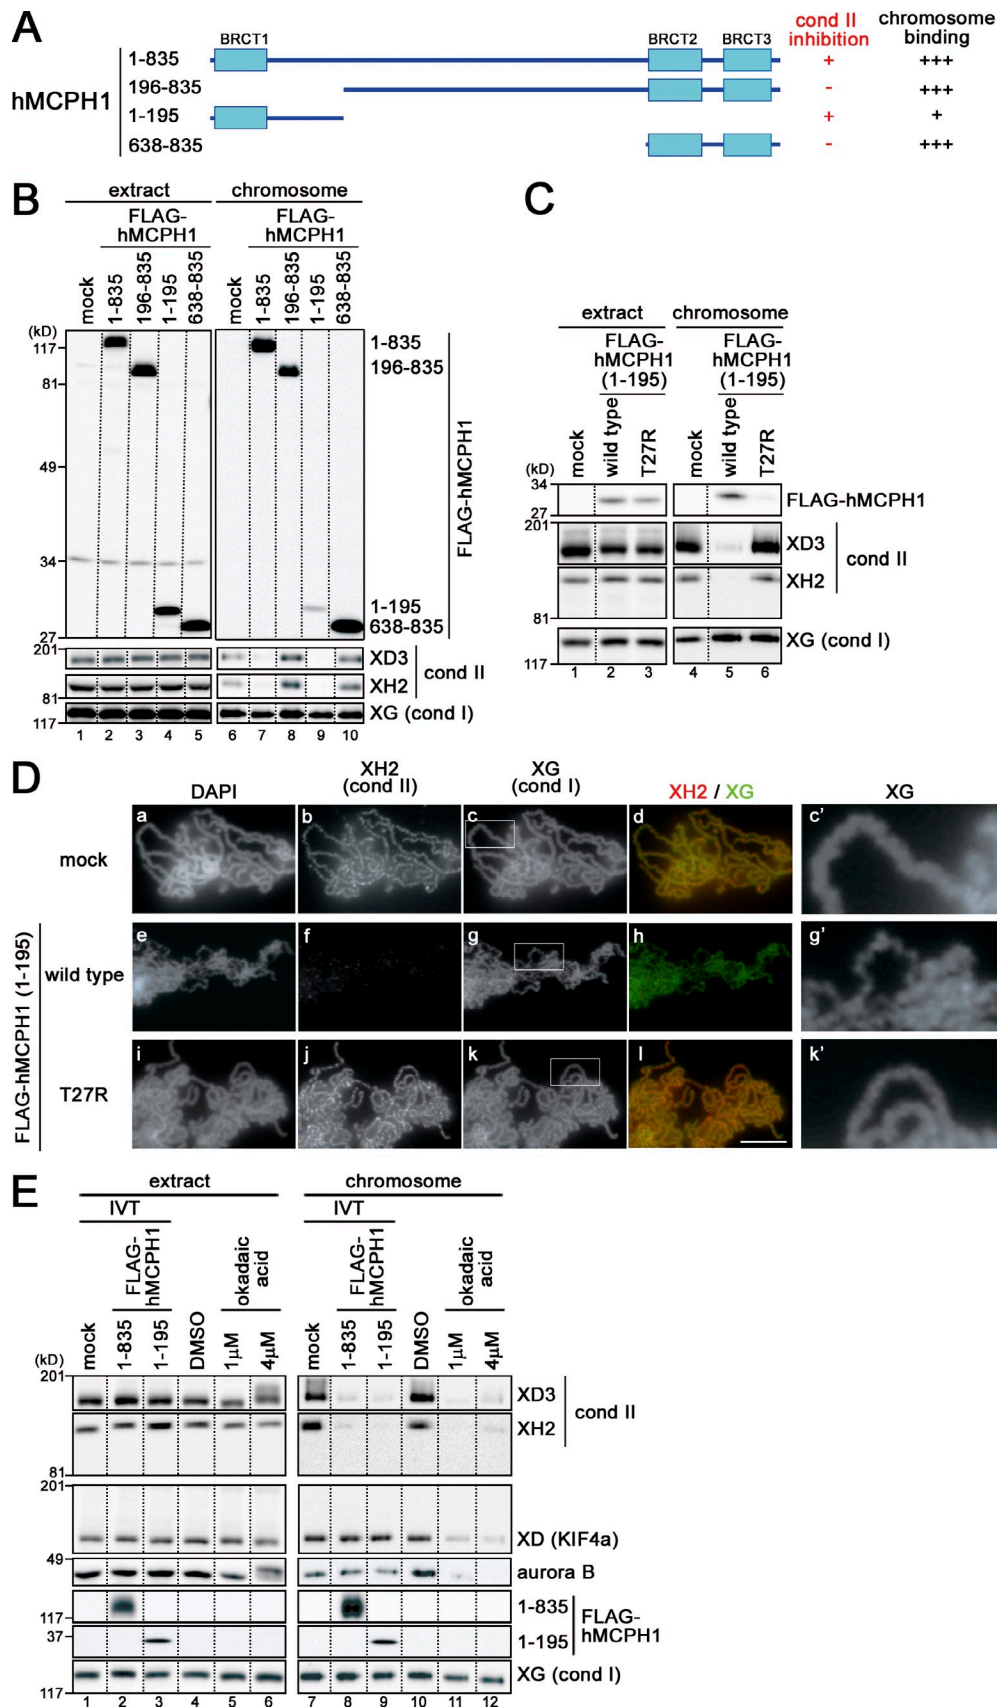 A
cond II
inhibition
chromosome
binding
BRCT1
BRCT2
BRCT3
hMCPH1
1-835
+
+++
196-835
-
+++
1-195
+
+
638-835
-
+++
B
extract
chromosome
FLAG-
hMCPH1
FLAG-
hMCPH1
mock
1-835
196-835
1-195
638-835
mock
1-835
196-835
1-195
638-835
(kD)
117
81
49
34
27
201
81
117
1-835
196-835
1-195
638-835
FLAG-hMCPH1
XD3
XH2
cond II
XG (cond I)
1 2 3 4 5 6 7 8 9 10
C
extract
chromosome
FLAG-
hMCPH1
(1-195)
FLAG-
hMCPH1
(1-195)
mock
wild type
T27R
mock
wild type
T27R
(kD)
34
27
201
81
117
FLAG-hMCPH1
XD3
XH2
cond II
XG (cond I)
1 2 3 4 5 6
D
DAPI
XH2
(cond II)
XG
(cond I)
XH2 / XG
XG
mock
a b c d c'
FLAG-hMCPH1 (1-195)
wild type
e f g h g'
T27R
i j k l k'
E
extract
chromosome
IVT
IVT
FLAG-
hMCPH1
okadaic
acid
FLAG-
hMCPH1
okadaic
acid
mock
1-835
1-195
DMSO
1µM
4µM
mock
1-835
1-195
DMSO
1µM
4µM
(kD)
201
81
201
49
117
37
117
XD3
XH2
cond II
XD (KIF4a)
aurora B
1-835
1-195
FLAG-
hMCPH1
XG (cond I)
1 2 3 4 5 6 7 8 9 10 11 12